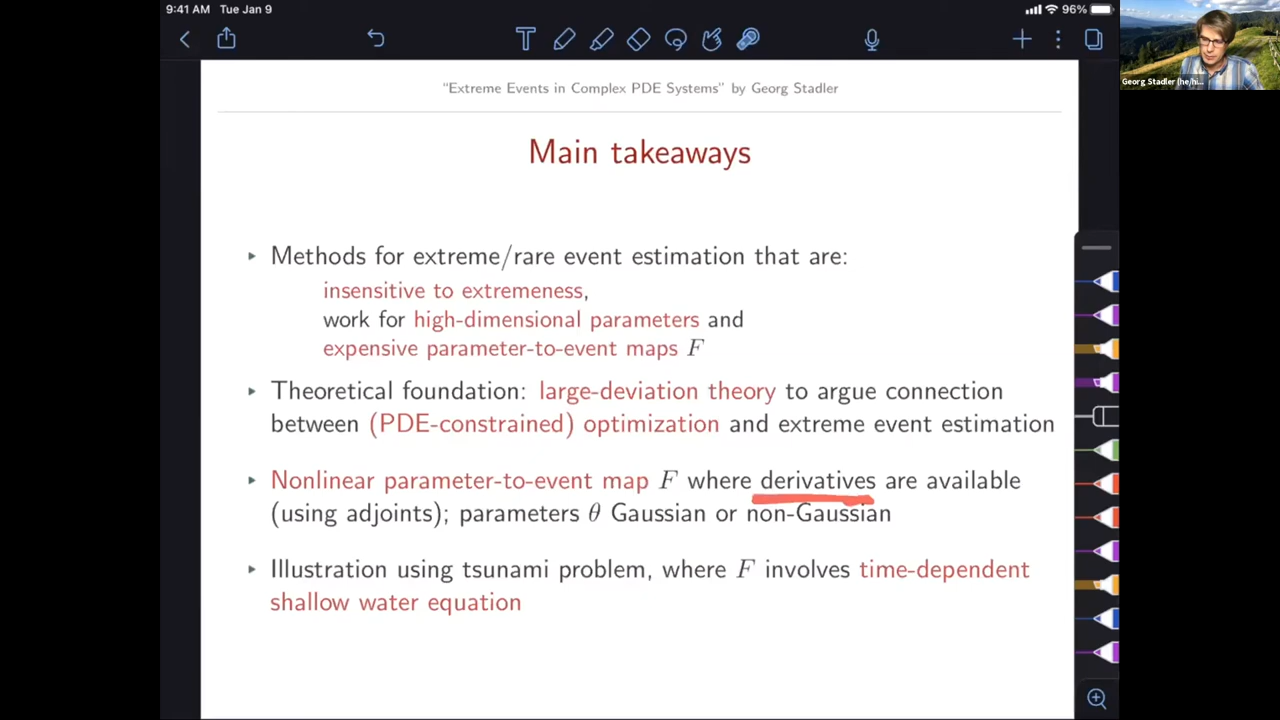 9:41 AM Tue Jan 9
96%
Georg Stadler (he/hi...
"Extreme Events in Complex PDE Systems" by Georg Stadler
Main takeaways
▸ Methods for extreme/rare event estimation that are:
insensitive to extremeness,
work for high-dimensional parameters and
expensive parameter-to-event maps F
▸ Theoretical foundation: large-deviation theory to argue connection
between (PDE-constrained) optimization and extreme event estimation
▸ Nonlinear parameter-to-event map F where derivatives are available
(using adjoints); parameters θ Gaussian or non-Gaussian
▸ Illustration using tsunami problem, where F involves time-dependent
shallow water equation